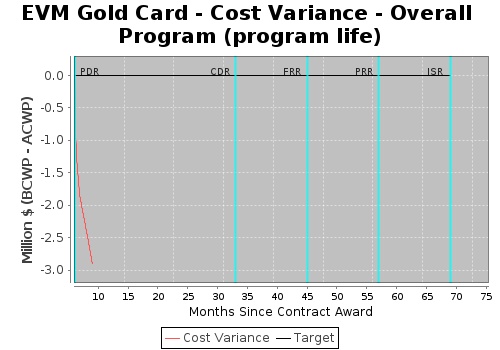 EVM Gold Card - Cost Variance - Overall
Program (program life)
Million $ (BCWP - ACWP)
0.0
-0.5
-1.0
-1.5
-2.0
-2.5
-3.0
PDR CDR FRR PRR ISR
10 15 20 25 30 35 40 45 50 55 60 65 70 75
Months Since Contract Award
Cost Variance Target